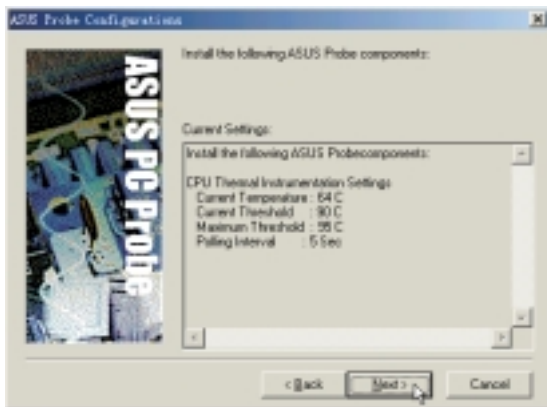 ASUS Probe Configurations
ASUS PC Probe
Install the following ASUS Probe components:
Current Settings:
Install the following ASUS Probecomponents:
CPU Thermal Instrumentation Settings
Current Temperature : 64 C
Current Threshold : 90 C
Maximum Threshold : 95 C
Polling Interval : 5 Sec
< Back
Next >
Cancel